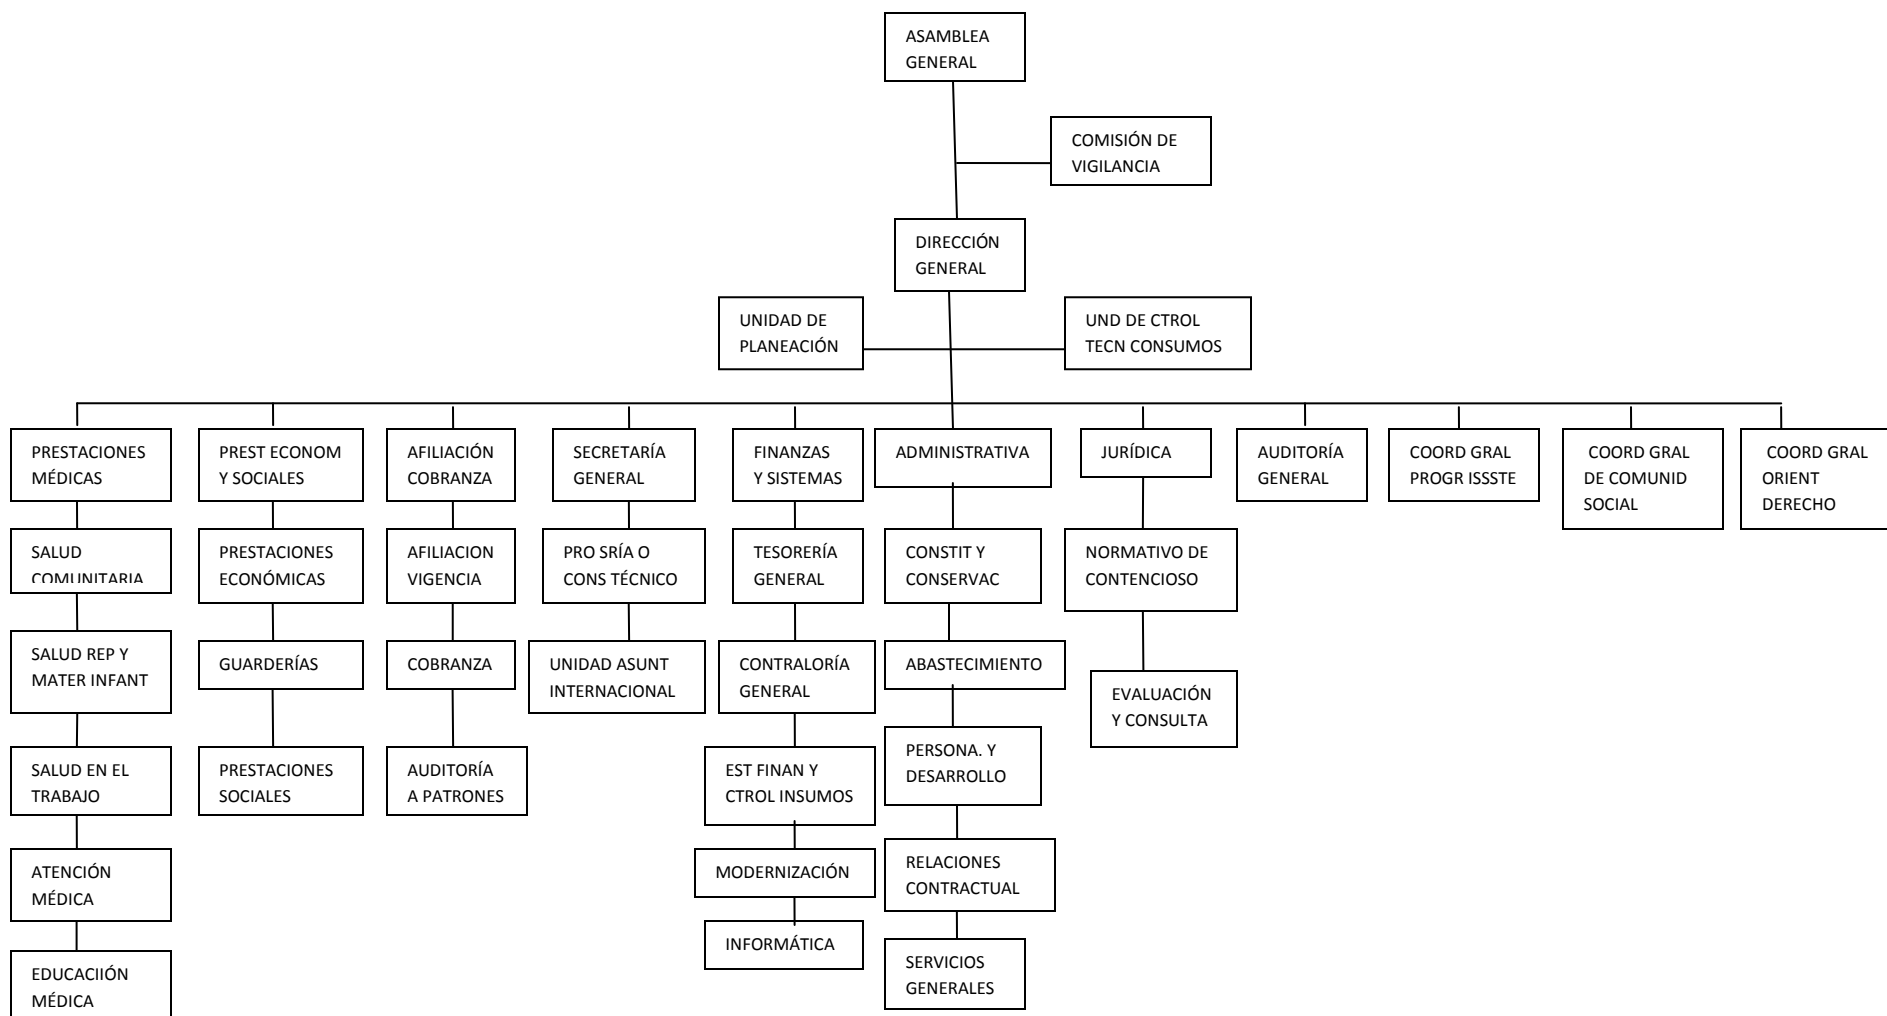 ASAMBLEA
GENERAL
COMISIÓN DE
VIGILANCIA
DIRECCIÓN
GENERAL
UNIDAD DE
PLANEACIÓN
UND DE CTROL
TECN CONSUMOS
PRESTACIONES
MÉDICAS
PREST ECONOM
Y SOCIALES
AFILIACIÓN
COBRANZA
SECRETARÍA
GENERAL
FINANZAS
Y SISTEMAS
ADMINISTRATIVA
JURÍDICA
AUDITORÍA
GENERAL
COORD GRAL
PROGR ISSSTE
COORD GRAL
DE COMUNID
SOCIAL
COORD GRAL
ORIENT
DERECHO
SALUD
COMUNITARIA
PRESTACIONES
ECONÓMICAS
AFILIACION
VIGENCIA
PRO SRÍA O
CONS TÉCNICO
TESORERÍA
GENERAL
CONSTIT Y
CONSERVAC
NORMATIVO DE
CONTENCIOSO
SALUD REP Y
MATER INFANT
GUARDERÍAS
COBRANZA
UNIDAD ASUNT
INTERNACIONAL
CONTRALORÍA
GENERAL
ABASTECIMIENTO
EVALUACIÓN
Y CONSULTA
SALUD EN EL
TRABAJO
PRESTACIONES
SOCIALES
AUDITORÍA
A PATRONES
EST FINAN Y
CTROL INSUMOS
PERSONA. Y
DESARROLLO
ATENCIÓN
MÉDICA
MODERNIZACIÓN
RELACIONES
CONTRACTUAL
EDUCACIIÓN
MÉDICA
INFORMÁTICA
SERVICIOS
GENERALES